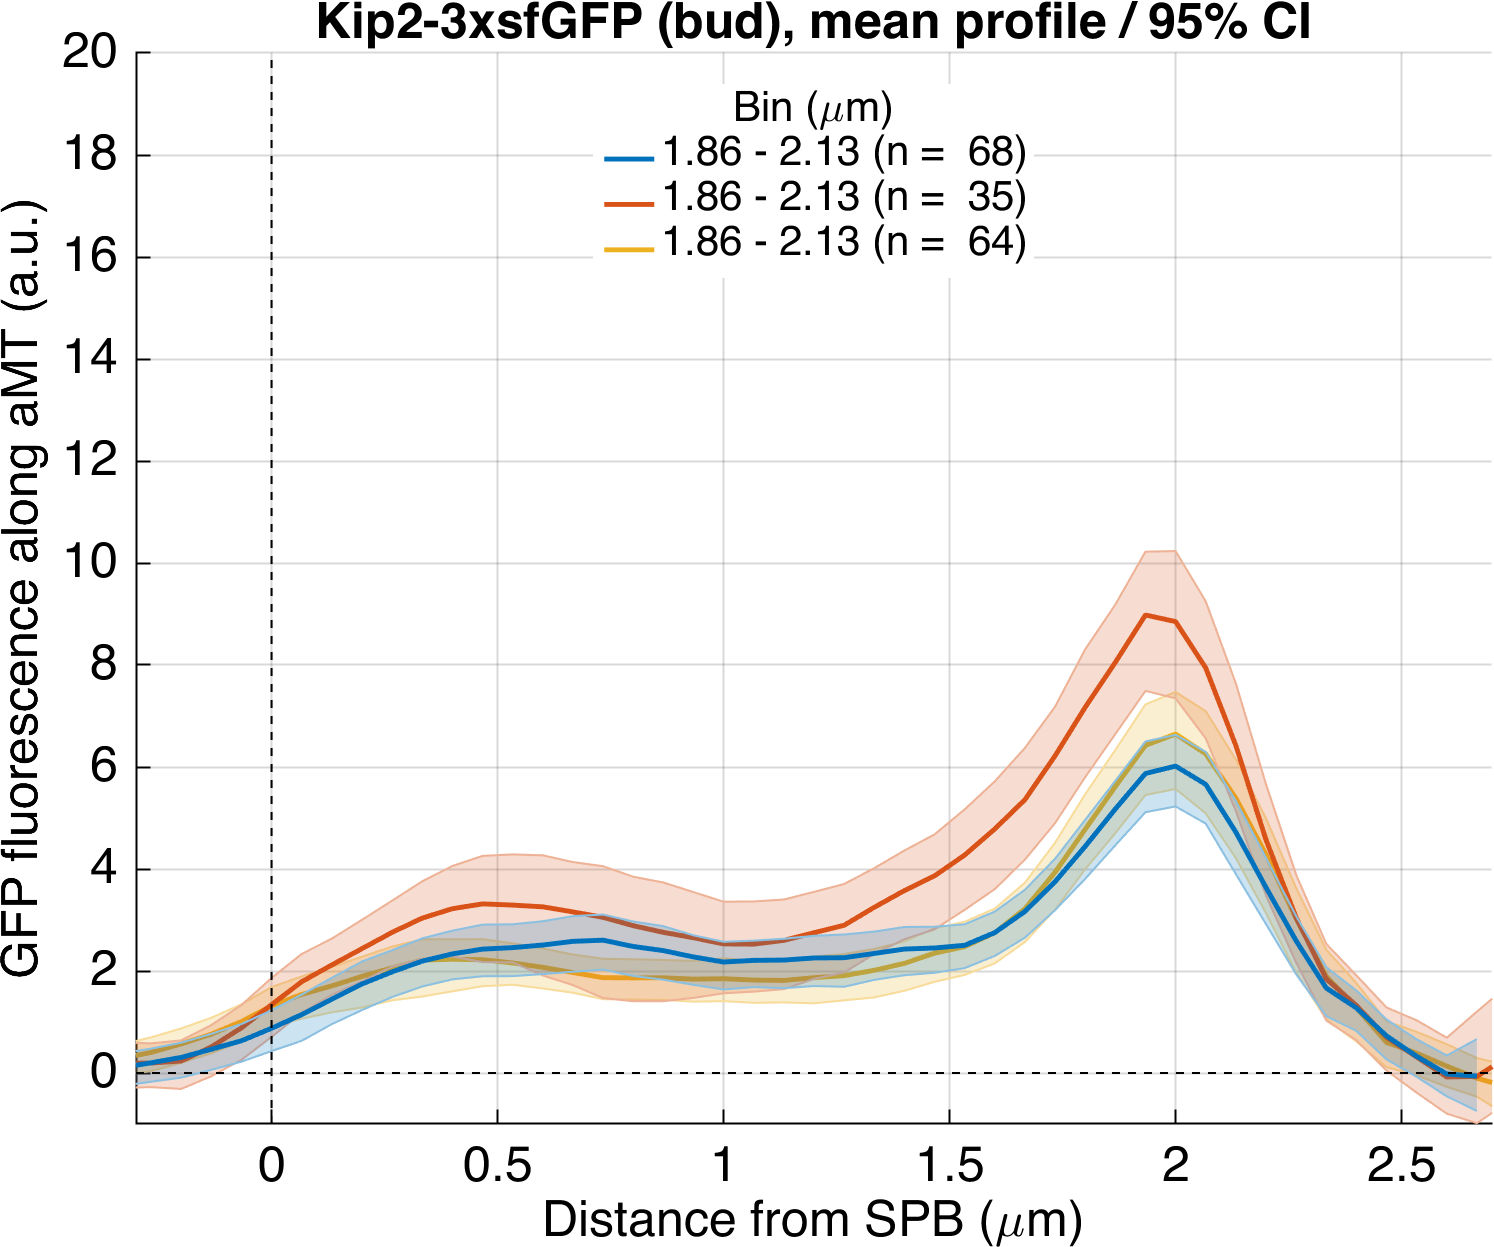 Kip2-3xsfGFP (bud), mean profile / 95% CI
20
18
16
14
12
10
8
6
4
2
0
GFP fluorescence along aMT (a.u.)
Bin (μm)
1.86 - 2.13 (n = 68)
1.86 - 2.13 (n = 35)
1.86 - 2.13 (n = 64)
0 0.5 1 1.5 2 2.5
Distance from SPB (μm)